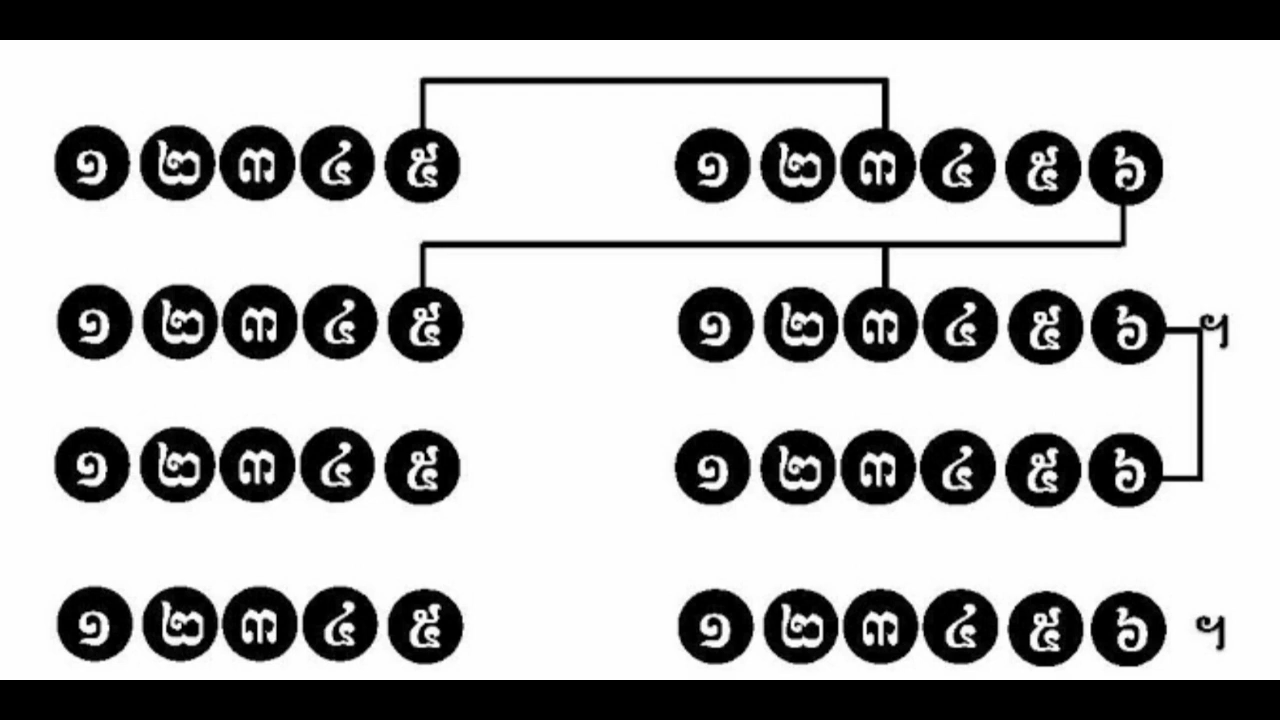 ๑ ๒ ๓ ๔ ๕ ๑ ๒ ๓ ๔ ๕ ๖
๑ ๒ ๓ ๔ ๕ ๑ ๒ ๓ ๔ ๕ ๖ ฯ
๑ ๒ ๓ ๔ ๕ ๑ ๒ ๓ ๔ ๕ ๖
๑ ๒ ๓ ๔ ๕ ๑ ๒ ๓ ๔ ๕ ๖ ฯ